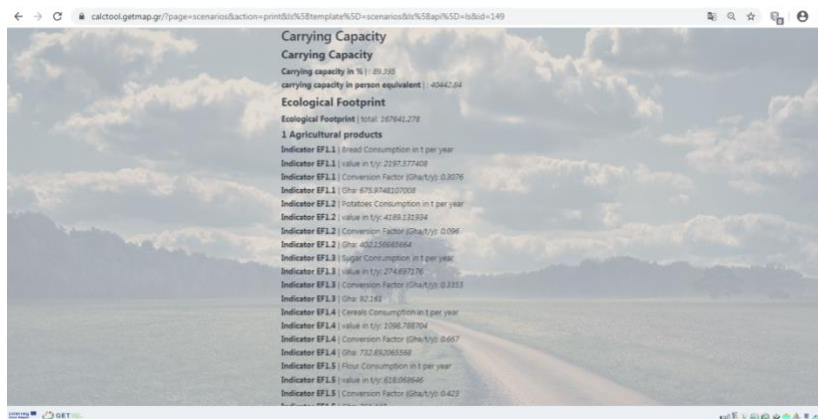 calctool.getmap.gr/?page=scenarios&action=print&ls%5Btemplate%5D=scenarios&ls%5Bapi%5D=ls&id=149
Carrying Capacity
Carrying Capacity
Carrying capacity in % | : 89.395
carrying capacity in person equivalent | : 40442.64
Ecological Footprint
Ecological Footprint | total: 167641.278
1 Agricultural products
Indicator EF1.1 | Bread Consumption in t per year
Indicator EF1.1 | value in t/y: 2197.577408
Indicator EF1.1 | Conversion Factor (Gha/t/y): 0.3076
Indicator EF1.1 | Gha: 675.9748107008
Indicator EF1.2 | Potatoes Consumption in t per year
Indicator EF1.2 | value in t/y: 4189.131934
Indicator EF1.2 | Conversion Factor (Gha/t/y): 0.096
Indicator EF1.2 | Gha: 402.156665664
Indicator EF1.3 | Sugar Consumption in t per year
Indicator EF1.3 | value in t/y: 274.697176
Indicator EF1.3 | Conversion Factor (Gha/t/y): 0.3355
Indicator EF1.3 | Gha: 92.161
Indicator EF1.4 | Cereals Consumption in t per year
Indicator EF1.4 | value in t/y: 1098.788704
Indicator EF1.4 | Conversion Factor (Gha/t/y): 0.667
Indicator EF1.4 | Gha: 732.892065568
Indicator EF1.5 | Flour Consumption in t per year
Indicator EF1.5 | value in t/y: 618.068646
Indicator EF1.5 | Conversion Factor (Gha/t/y): 0.423
GET